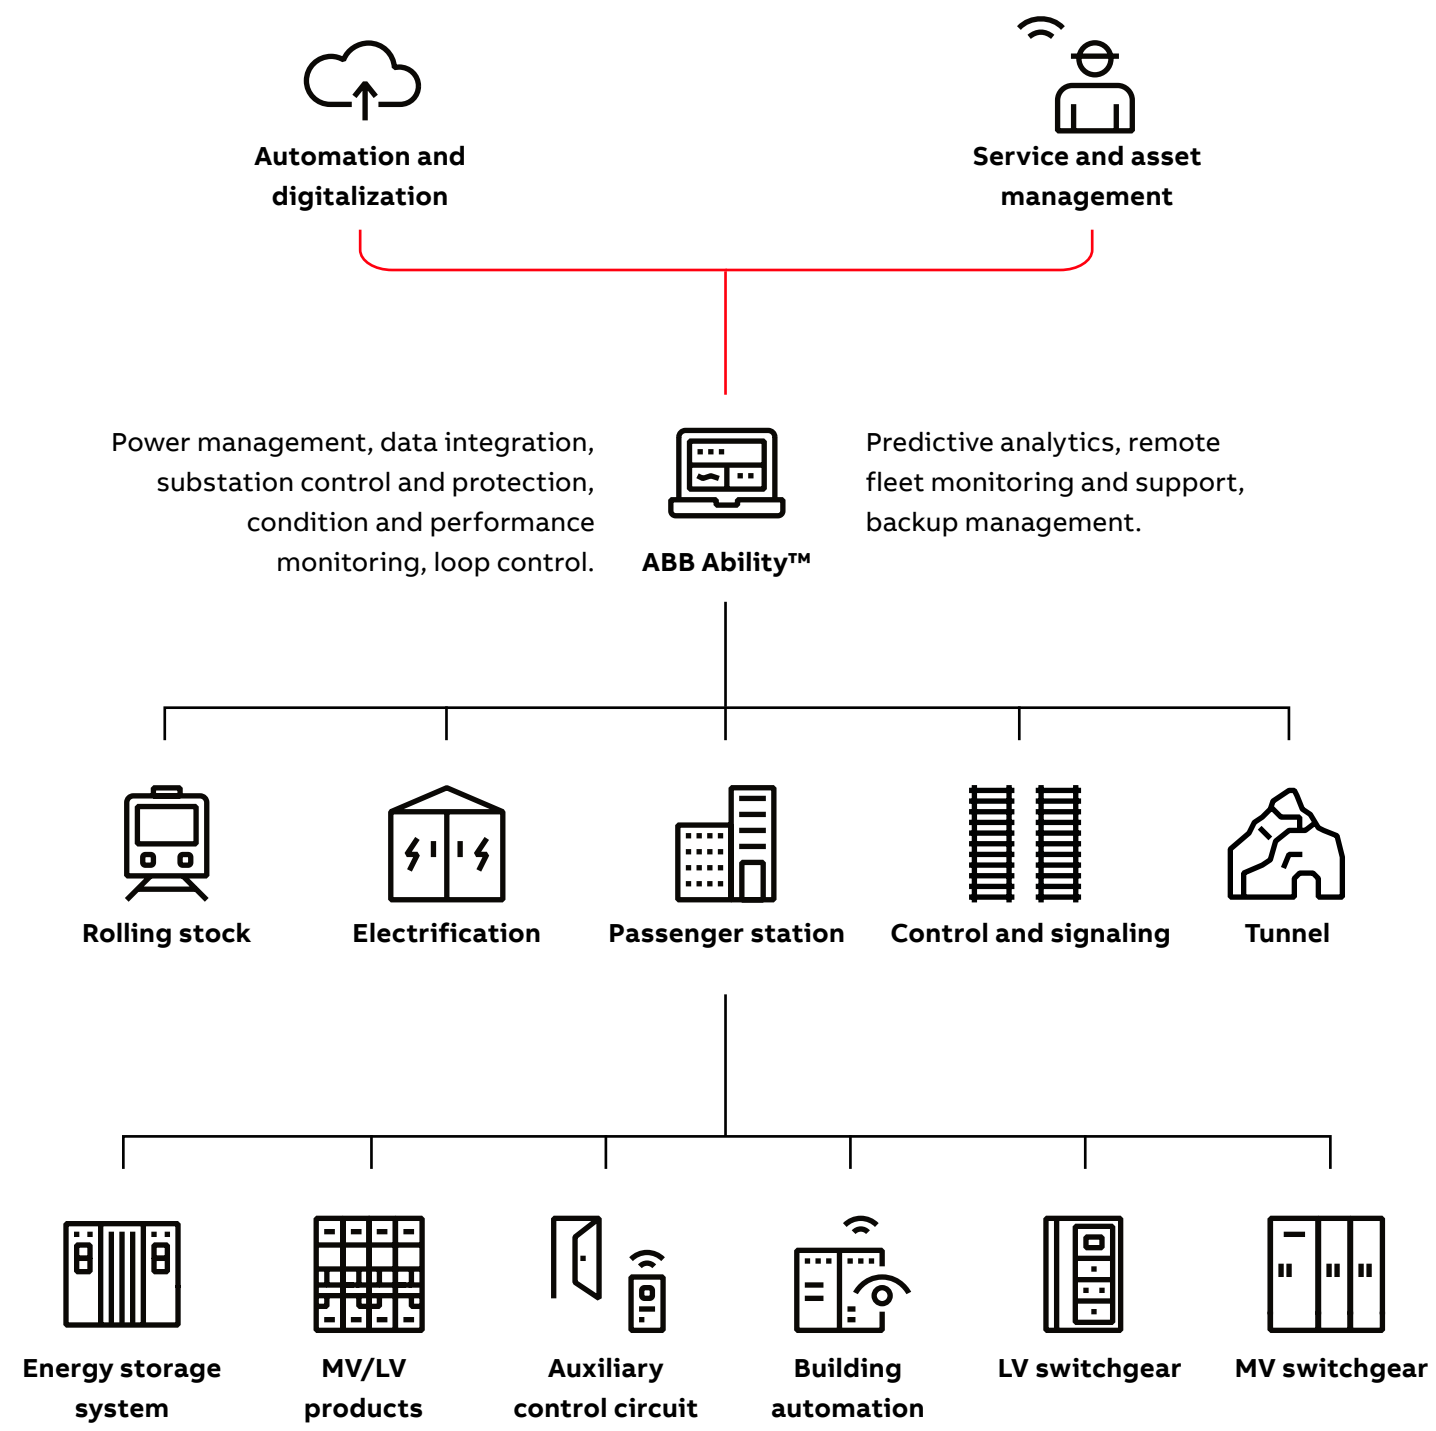 Automation and
digitalization
Service and asset
management
Power management, data integration,
substation control and protection,
condition and performance
monitoring, loop control.
ABB Ability™
Predictive analytics, remote
fleet monitoring and support,
backup management.
Rolling stock
Electrification
Passenger station
Control and signaling
Tunnel
Energy storage
system
MV/LV
products
Auxiliary
control circuit
Building
automation
LV switchgear
MV switchgear